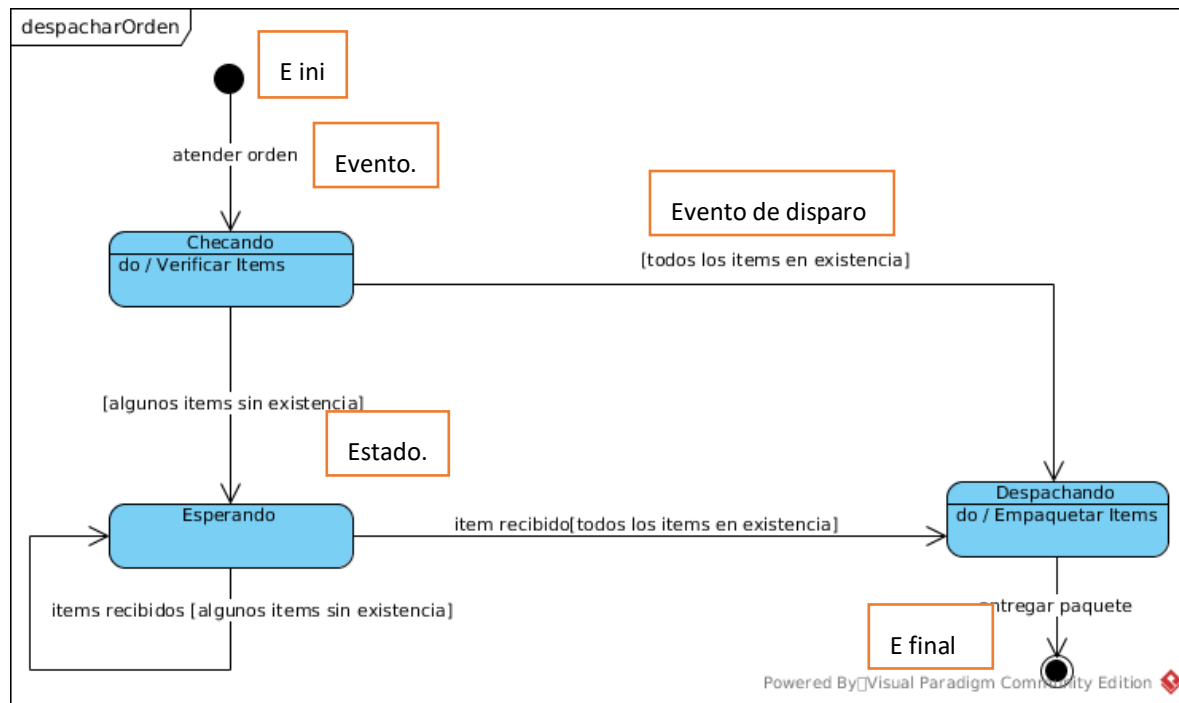 despacharOrden
E ini
atender orden
Evento.
Evento de disparo
Checando
do / Verificar Items
[todos los items en existencia]
[algunos items sin existencia]
Estado.
Esperando
item recibido[todos los items en existencia]
Despachando
do / Empaquetar Items
items recibidos [algunos items sin existencia]
entregar paquete
E final
Powered By Visual Paradigm Community Edition